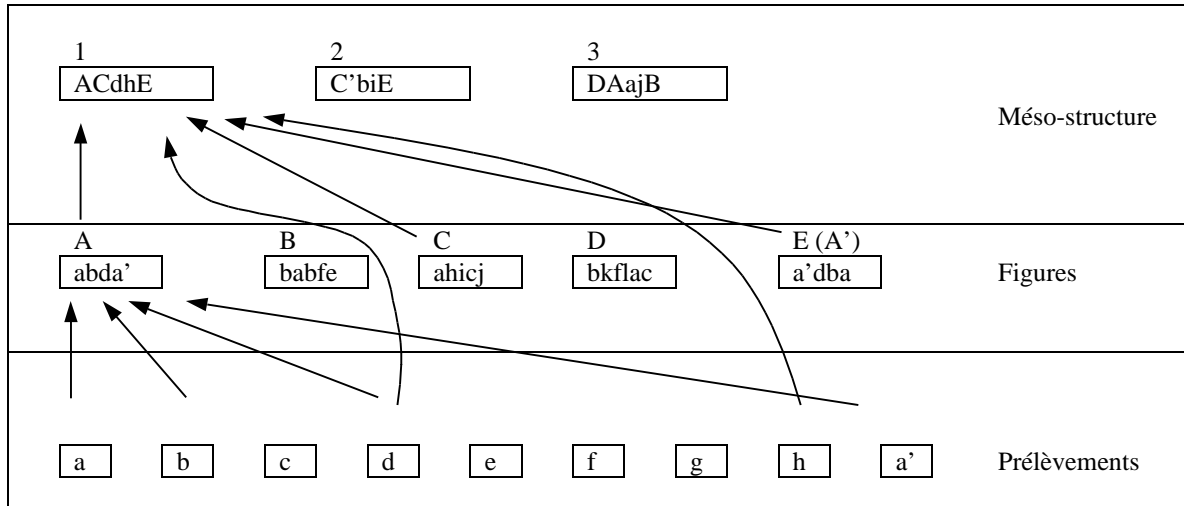 1 2 3
ACdhE C’biE DAajB
Méso-structure
A B C D E (A’)
abda’ babfe ahicj bkflac a’dba Figures
a b c d e f g h a’ Prélèvements